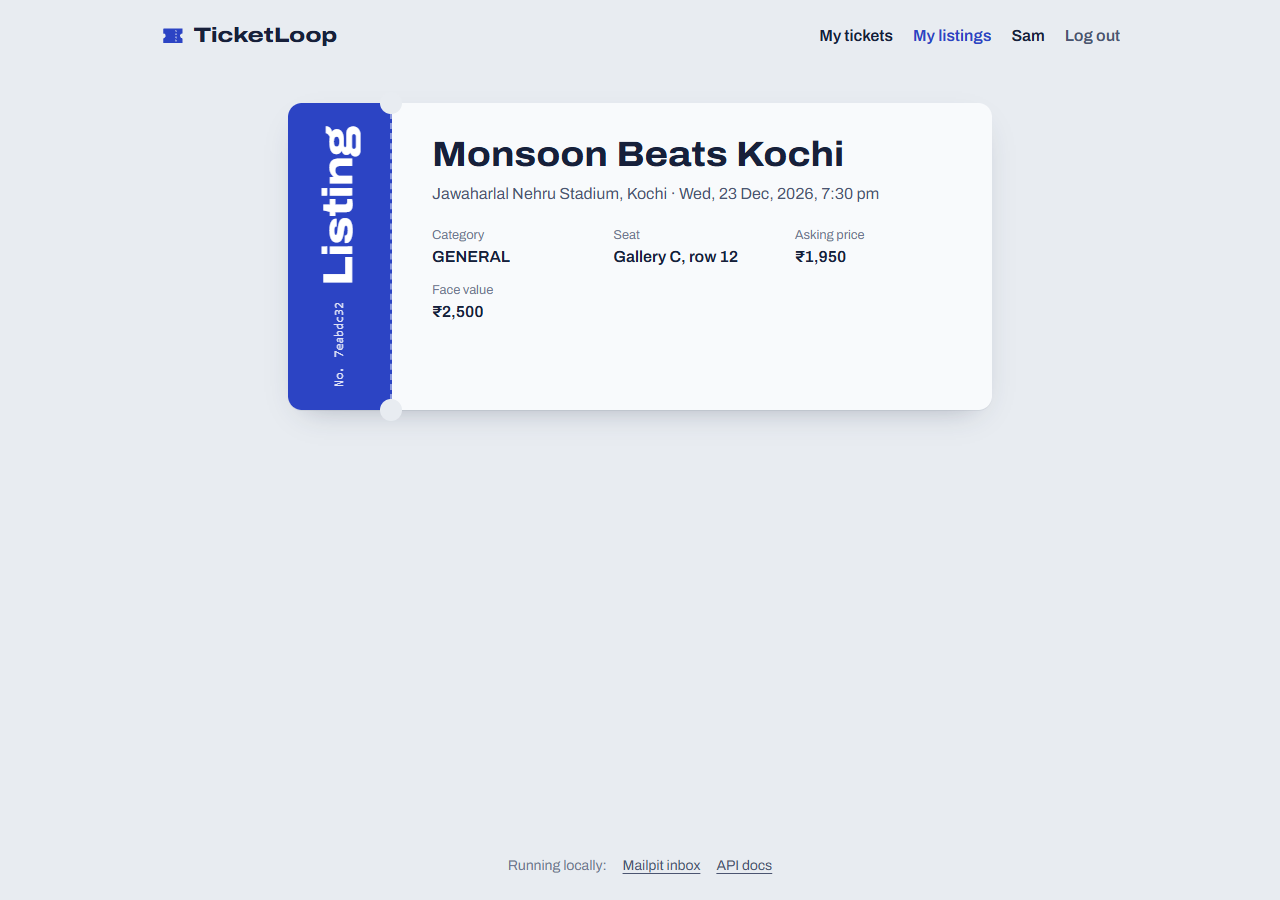 TicketLoop
My tickets My listings Sam Log out
Listing
No. 7eabdc32
Monsoon Beats Kochi
Jawaharlal Nehru Stadium, Kochi · Wed, 23 Dec, 2026, 7:30 pm
Category Seat Asking price
GENERAL Gallery C, row 12 ₹1,950
Face value
₹2,500
Running locally: Mailpit inbox API docs